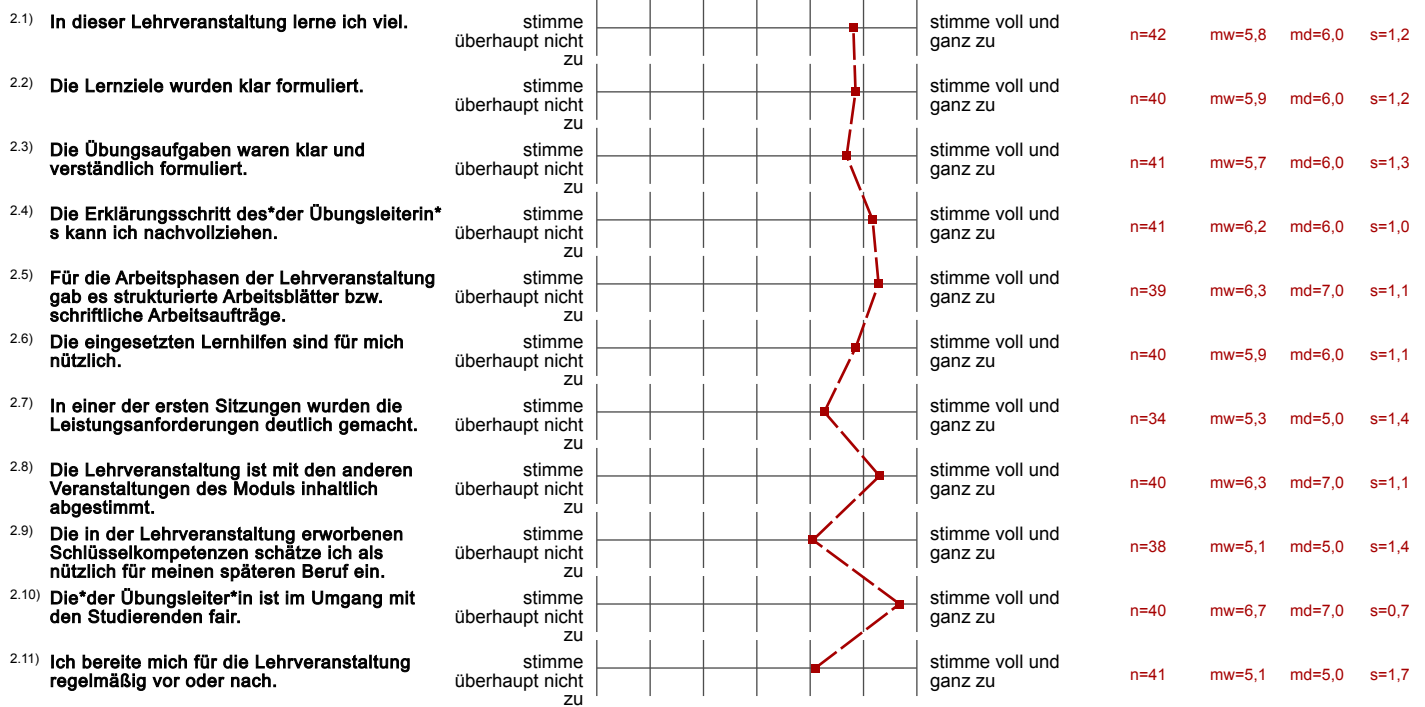 2.1) In dieser Lehrveranstaltung lerne ich viel.
stimme
überhaupt nicht
zu
stimme voll und
ganz zu
n=42 mw=5,8 md=6,0 s=1,2
2.2) Die Lernziele wurden klar formuliert.
stimme
überhaupt nicht
zu
stimme voll und
ganz zu
n=40 mw=5,9 md=6,0 s=1,2
2.3) Die Übungsaufgaben waren klar und
verständlich formuliert.
stimme
überhaupt nicht
zu
stimme voll und
ganz zu
n=41 mw=5,7 md=6,0 s=1,3
2.4) Die Erklärungsschritt des*der Übungsleiterin*
s kann ich nachvollziehen.
stimme
überhaupt nicht
zu
stimme voll und
ganz zu
n=41 mw=6,2 md=6,0 s=1,0
2.5) Für die Arbeitsphasen der Lehrveranstaltung
gab es strukturierte Arbeitsblätter bzw.
schriftliche Arbeitsaufträge.
stimme
überhaupt nicht
zu
stimme voll und
ganz zu
n=39 mw=6,3 md=7,0 s=1,1
2.6) Die eingesetzten Lernhilfen sind für mich
nützlich.
stimme
überhaupt nicht
zu
stimme voll und
ganz zu
n=40 mw=5,9 md=6,0 s=1,1
2.7) In einer der ersten Sitzungen wurden die
Leistungsanforderungen deutlich gemacht.
stimme
überhaupt nicht
zu
stimme voll und
ganz zu
n=34 mw=5,3 md=5,0 s=1,4
2.8) Die Lehrveranstaltung ist mit den anderen
Veranstaltungen des Moduls inhaltlich
abgestimmt.
stimme
überhaupt nicht
zu
stimme voll und
ganz zu
n=40 mw=6,3 md=7,0 s=1,1
2.9) Die in der Lehrveranstaltung erworbenen
Schlüsselkompetenzen schätze ich als
nützlich für meinen späteren Beruf ein.
stimme
überhaupt nicht
zu
stimme voll und
ganz zu
n=38 mw=5,1 md=5,0 s=1,4
2.10) Die*der Übungsleiter*in ist im Umgang mit
den Studierenden fair.
stimme
überhaupt nicht
zu
stimme voll und
ganz zu
n=40 mw=6,7 md=7,0 s=0,7
2.11) Ich bereite mich für die Lehrveranstaltung
regelmäßig vor oder nach.
stimme
überhaupt nicht
zu
stimme voll und
ganz zu
n=41 mw=5,1 md=5,0 s=1,7